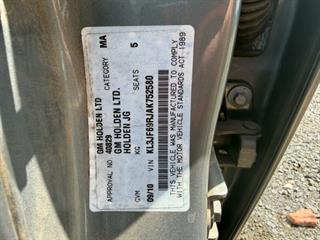 GM HOLDEN LTD CATEGORY MA
APPROVAL NO. 40829
GM HOLDEN LTD.
HOLDEN JG SEATS 5
GVM KG
09/10 VIN KL3JF69RJAK752580
THIS VEHICLE WAS MANUFACTURED TO COMPLY
WITH THE MOTOR VEHICLE STANDARDS ACT 1989